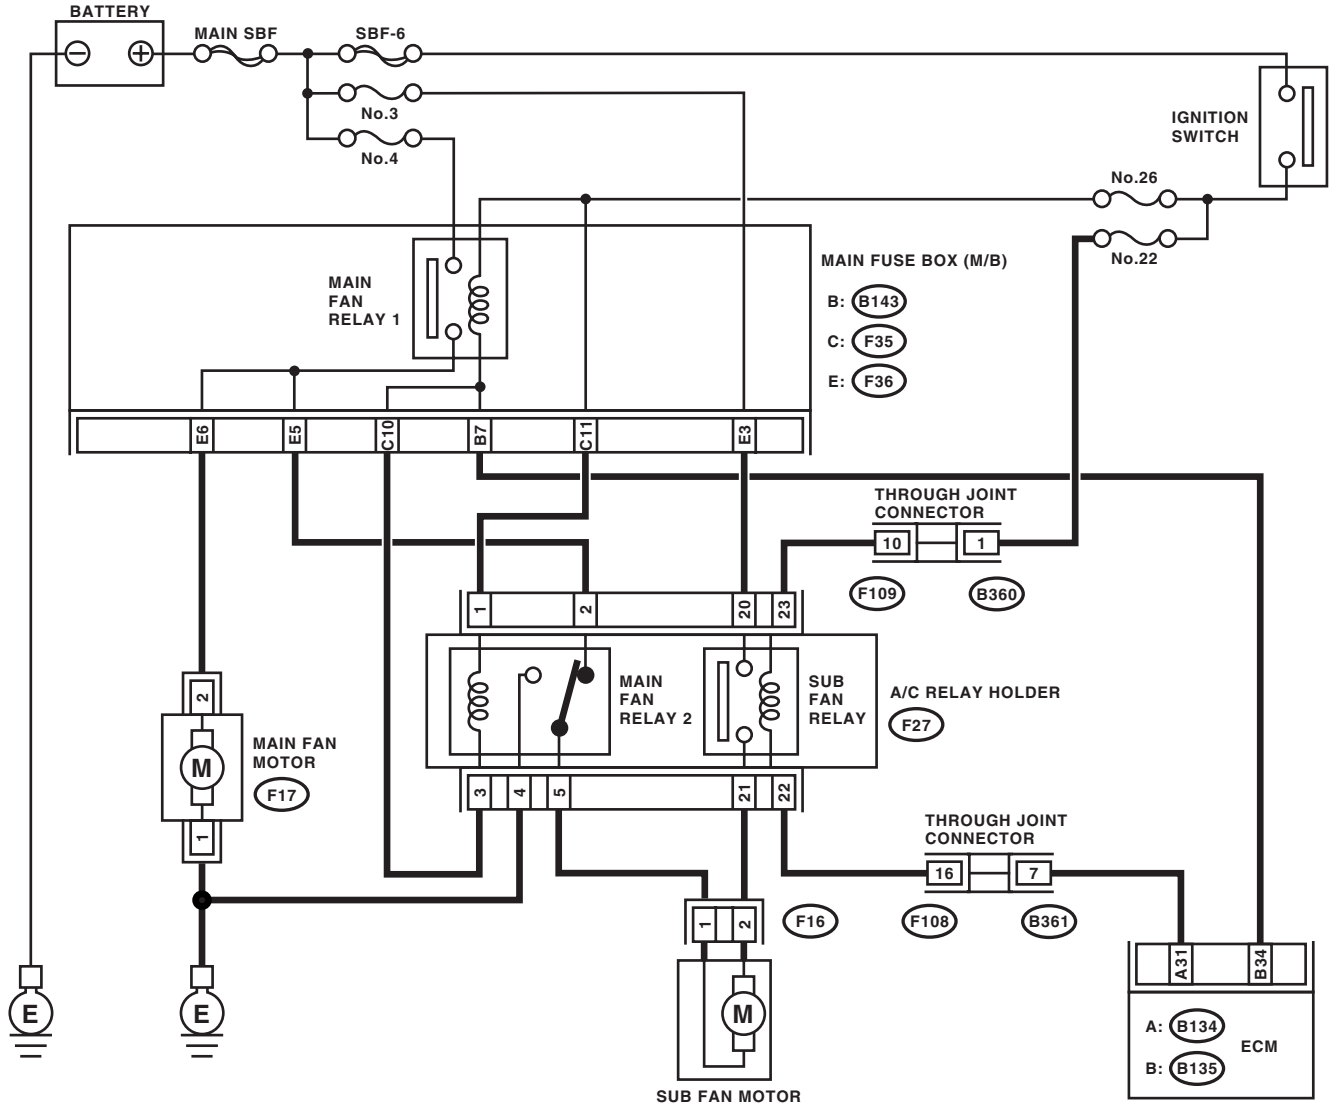 BATTERY
− +
MAIN SBF
SBF-6
No.3
No.4
IGNITION
SWITCH
No.26
No.22
MAIN
FAN
RELAY 1
MAIN FUSE BOX (M/B)
B: B143
C: F35
E: F36
E6 E5 C10 B7 C11 E3
THROUGH JOINT
CONNECTOR
10 1
F109 B360
1 2 20 23
MAIN
FAN
RELAY 2
SUB
FAN
RELAY
A/C RELAY HOLDER
F27
3 4 5 21 22
2
M
1
MAIN FAN
MOTOR
F17
THROUGH JOINT
CONNECTOR
16 7
F108 B361
1 2
F16
M
SUB FAN MOTOR
A31 B34
A: B134
B: B135
ECM
E
E